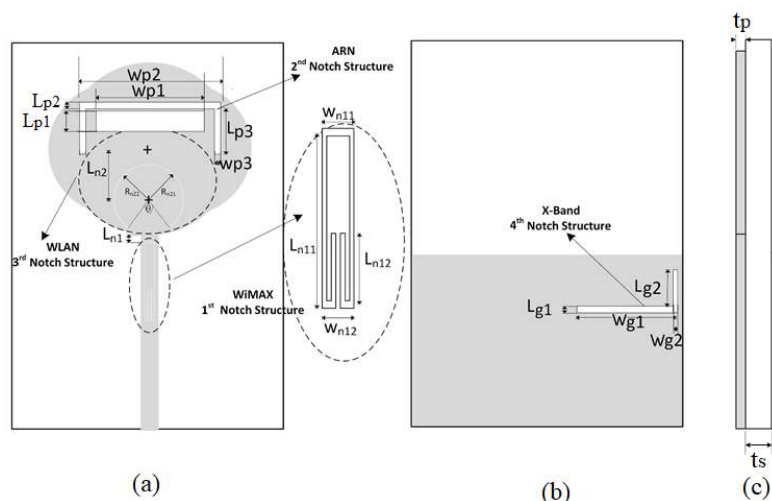 ARN
2nd Notch Structure
Wp2
Wp1
Lp2
Lp1
Lp3
wp3
Ln2
Rn22
Rn21
Ln1
WLAN
3rd Notch Structure
WiMAX
1st Notch Structure
Wn11
Ln11
Ln12
Wn12
X-Band
4th Notch Structure
Lg2
Lg1
Wg1
Wg2
tp
ts
(a)
(b)
(c)